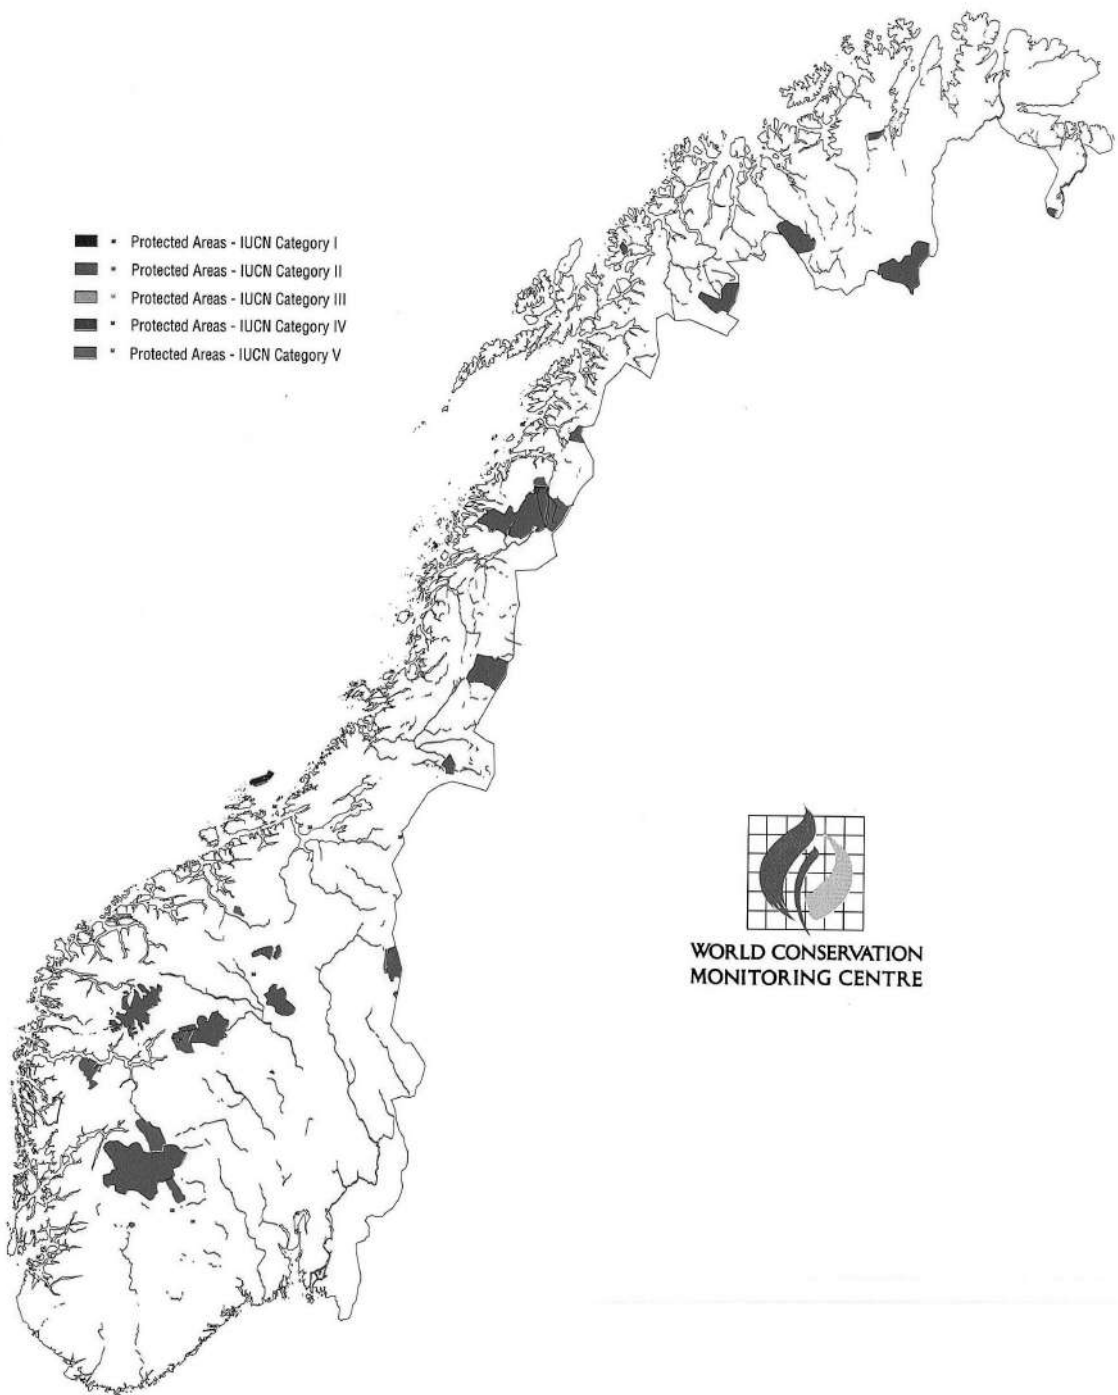 Protected Areas - IUCN Category I
Protected Areas - IUCN Category II
Protected Areas - IUCN Category III
Protected Areas - IUCN Category IV
Protected Areas - IUCN Category V
WORLD CONSERVATION
MONITORING CENTRE